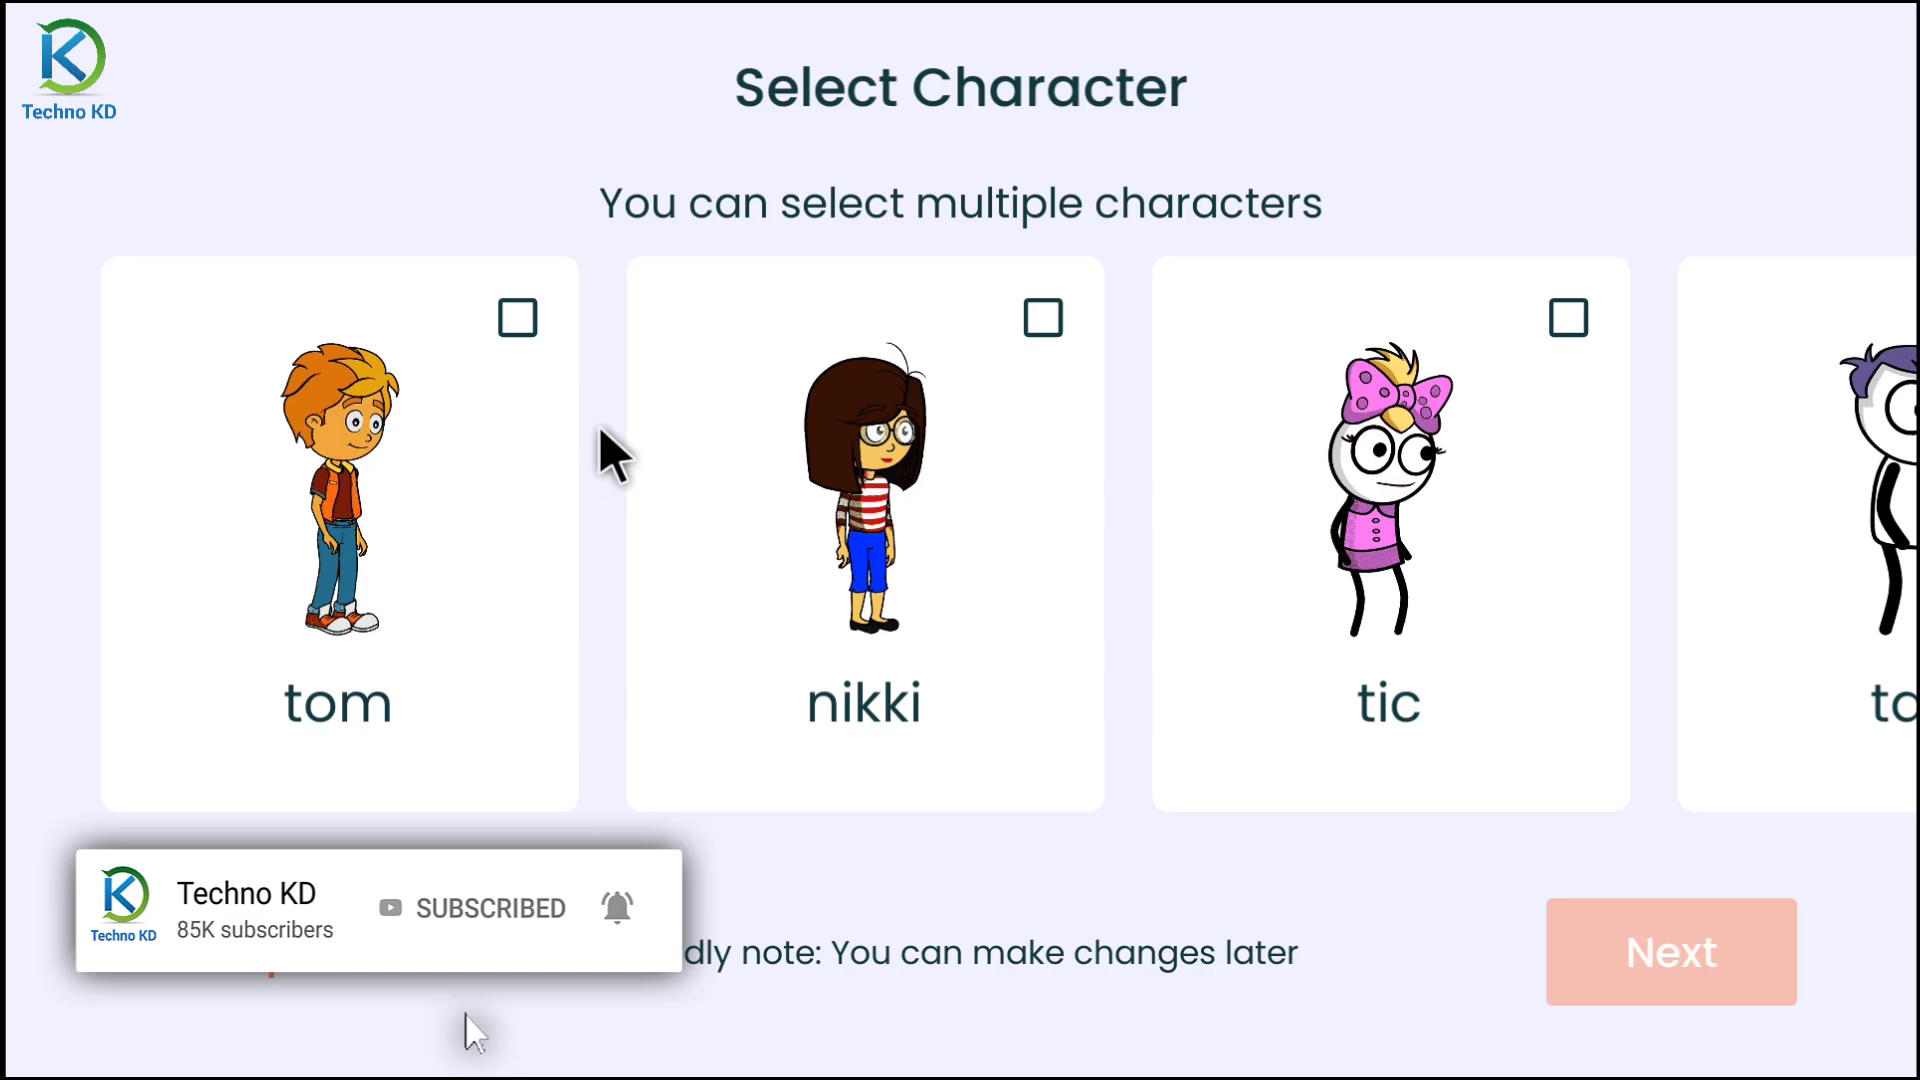 Techno KD
Select Character
You can select multiple characters
tom
nikki
tic
Techno KD
Techno KD
85K subscribers
SUBSCRIBED
note: You can make changes later
Next